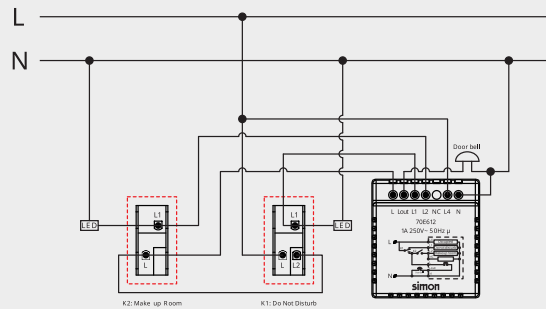 L
N
Door bell
L Lout L1 L2 NC L4 N
70E612
1A 250V~ 50Hz μ
L
N
simon
LED
L1
L
K2: Make up Room
L1
L L2
LED
K1: Do Not Disturb